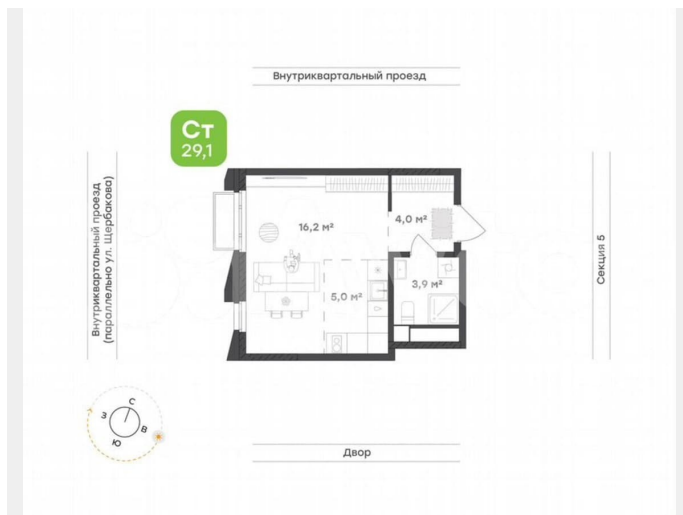 Внутриквартальный проезд
Ст
29,1
Внутриквартальный проезд
(параллельно ул. Щербакова)
16,2 м²
4,0 м²
3,9 м²
5,0 м²
Секция 5
С
З
В
Ю
Двор